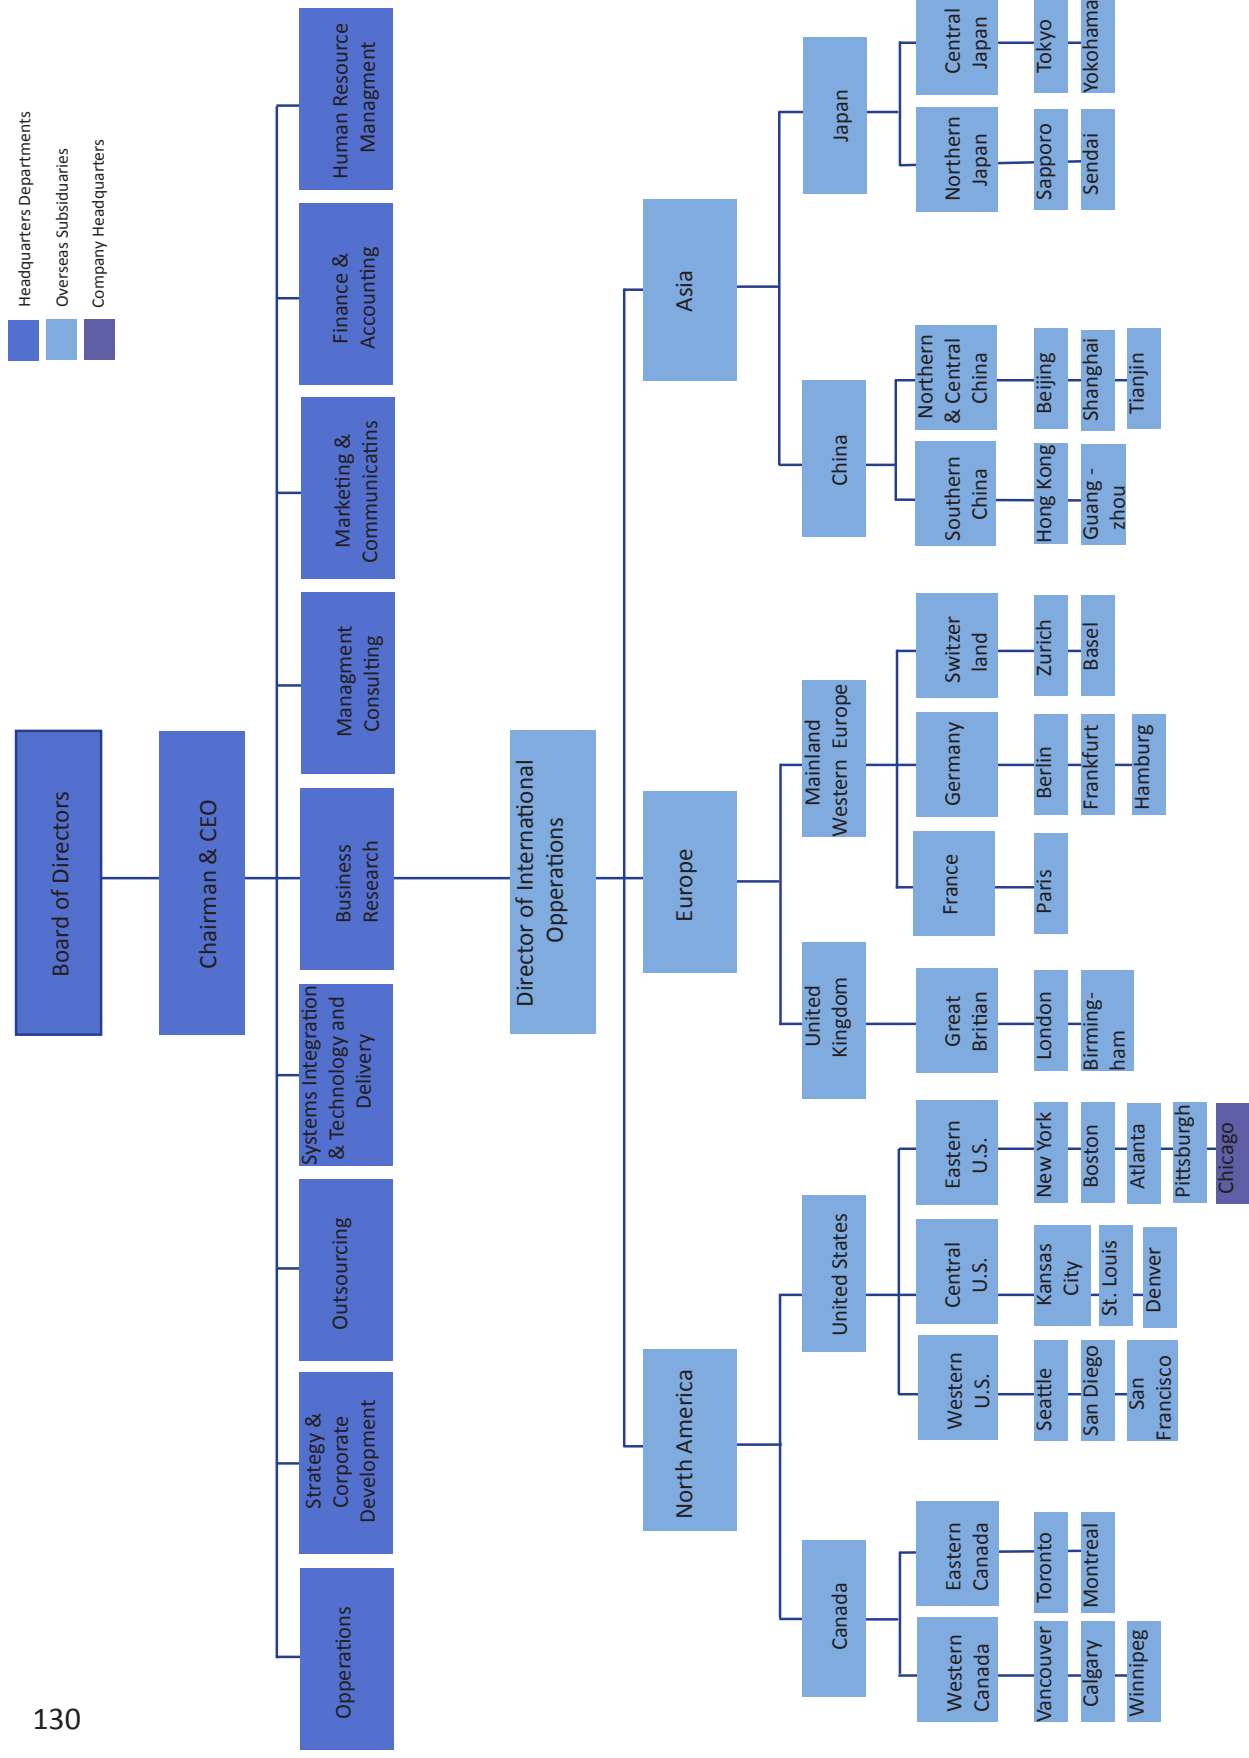 Headquarters Departments
Overseas Subsiduaries
Company Headquarters
Board of Directors
Chairman & CEO
Opperations
Strategy &
Corporate
Development
Outsourcing
Systems Integration
& Technology and
Delivery
Business
Research
Managment
Consulting
Marketing &
Communicatins
Finance &
Accounting
Human Resource
Managment
Director of International
Opperations
North America
Europe
Asia
Canada
United States
United
Kingdom
Mainland
Western Europe
China
Japan
Western
Canada
Eastern
Canada
Western
U.S.
Central
U.S.
Eastern
U.S.
Great
Britian
France
Germany
Switzer
land
Southern
China
Northern
& Central
China
Northern
Japan
Central
Japan
Vancouver
Calgary
Winnipeg
Toronto
Montreal
Seattle
San Diego
San
Francisco
Kansas
City
St. Louis
Denver
New York
Boston
Atlanta
Pittsburgh
Chicago
London
Birming-
ham
Paris
Berlin
Frankfurt
Hamburg
Zurich
Basel
Hong Kong
Guang -
zhou
Beijing
Shanghai
Tianjin
Sapporo
Sendai
Tokyo
Yokohama
130